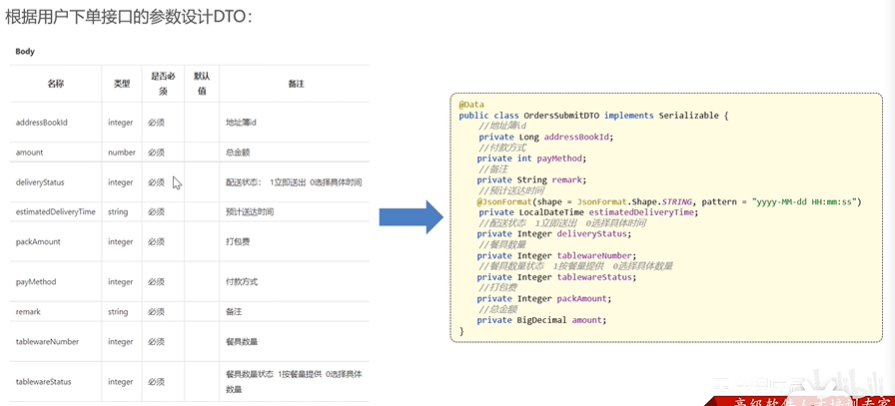 根据用户下单接口的参数设计DTO：
Body
名称 类型 是否必须 默认值 备注
addressBookId integer 必须 地址簿id
amount number 必须 总金额
deliveryStatus integer 必须 配送状态： 1立即送出 0选择具体时间
estimatedDeliveryTime string 必须 预计送达时间
packAmount integer 必须 打包费
payMethod integer 必须 付款方式
remark string 必须 备注
tablewareNumber integer 必须 餐具数量
tablewareStatus integer 必须 餐具数量状态 1按餐量提供 0选择具体数量
@Data
public class OrdersSubmitDTO implements Serializable {
//地址簿id
private Long addressBookId;
//付款方式
private int payMethod;
//备注
private String remark;
//预计送达时间
@JsonFormat(shape = JsonFormat.Shape.STRING, pattern = "yyyy-MM-dd HH:mm:ss")
private LocalDateTime estimatedDeliveryTime;
//配送状态 1立即送出 0选择具体时间
private Integer deliveryStatus;
//餐具数量
private Integer tablewareNumber;
//餐具数量状态 1按餐量提供 0选择具体数量
private Integer tablewareStatus;
//打包费
private Integer packAmount;
//总金额
private BigDecimal amount;
}
高级软件人才培训专家